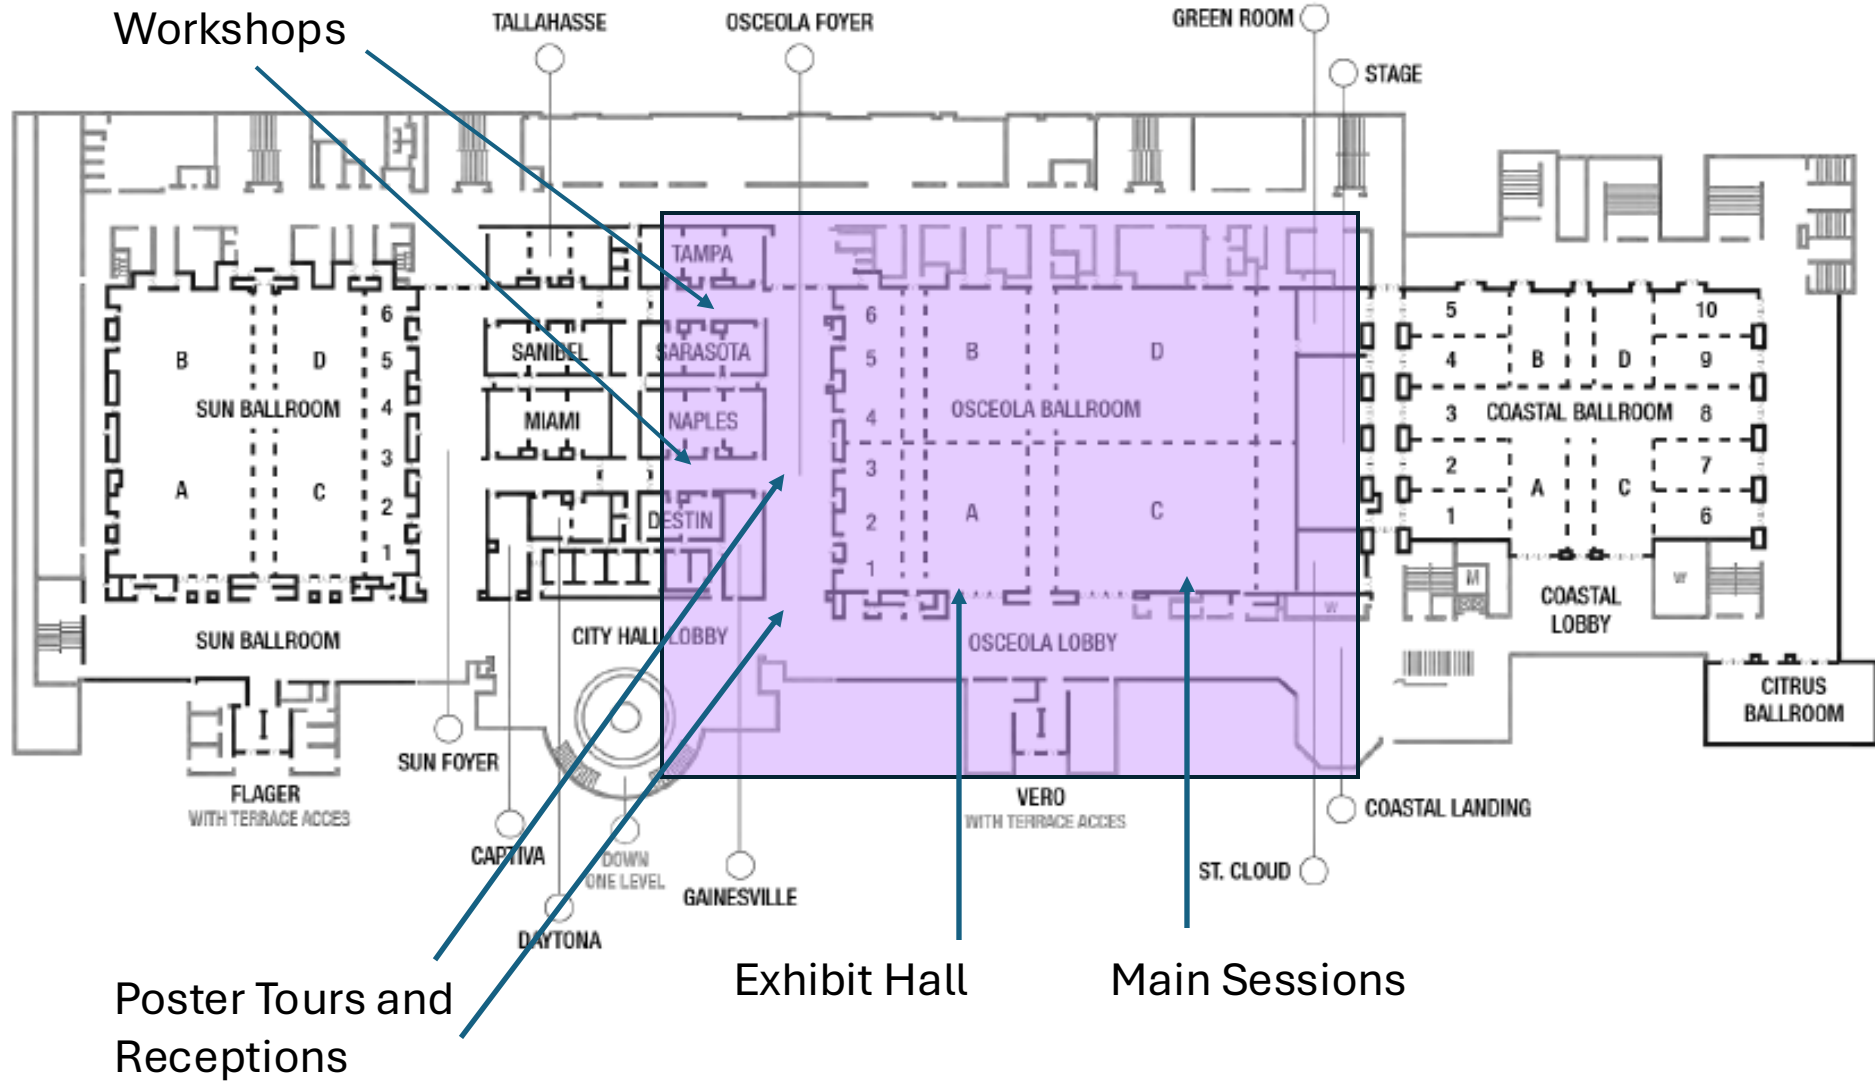 Workshops
TALLAHASSE
OSCEOLA FOYER
GREEN ROOM
STAGE
TAMPA
6
B
D
5
SUN BALLROOM
4
3
A
C
2
1
SANIBEL
SARASOTA
MIAMI
NAPLES
DESTIN
6
5
B
D
OSCEOLA BALLROOM
4
3
2
A
C
1
5
10
4
B
D
9
3
COASTAL BALLROOM
8
2
7
A
C
1
6
M
W
W
SUN BALLROOM
CITY HALL LOBBY
OSCEOLA LOBBY
COASTAL
LOBBY
CITRUS
BALLROOM
SUN FOYER
FLAGER
WITH TERRACE ACCES
VERO
WITH TERRACE ACCES
COASTAL LANDING
CAPTIVA
DOWN
ONE LEVEL
GAINESVILLE
ST. CLOUD
DAYTONA
Exhibit Hall
Main Sessions
Poster Tours and
Receptions